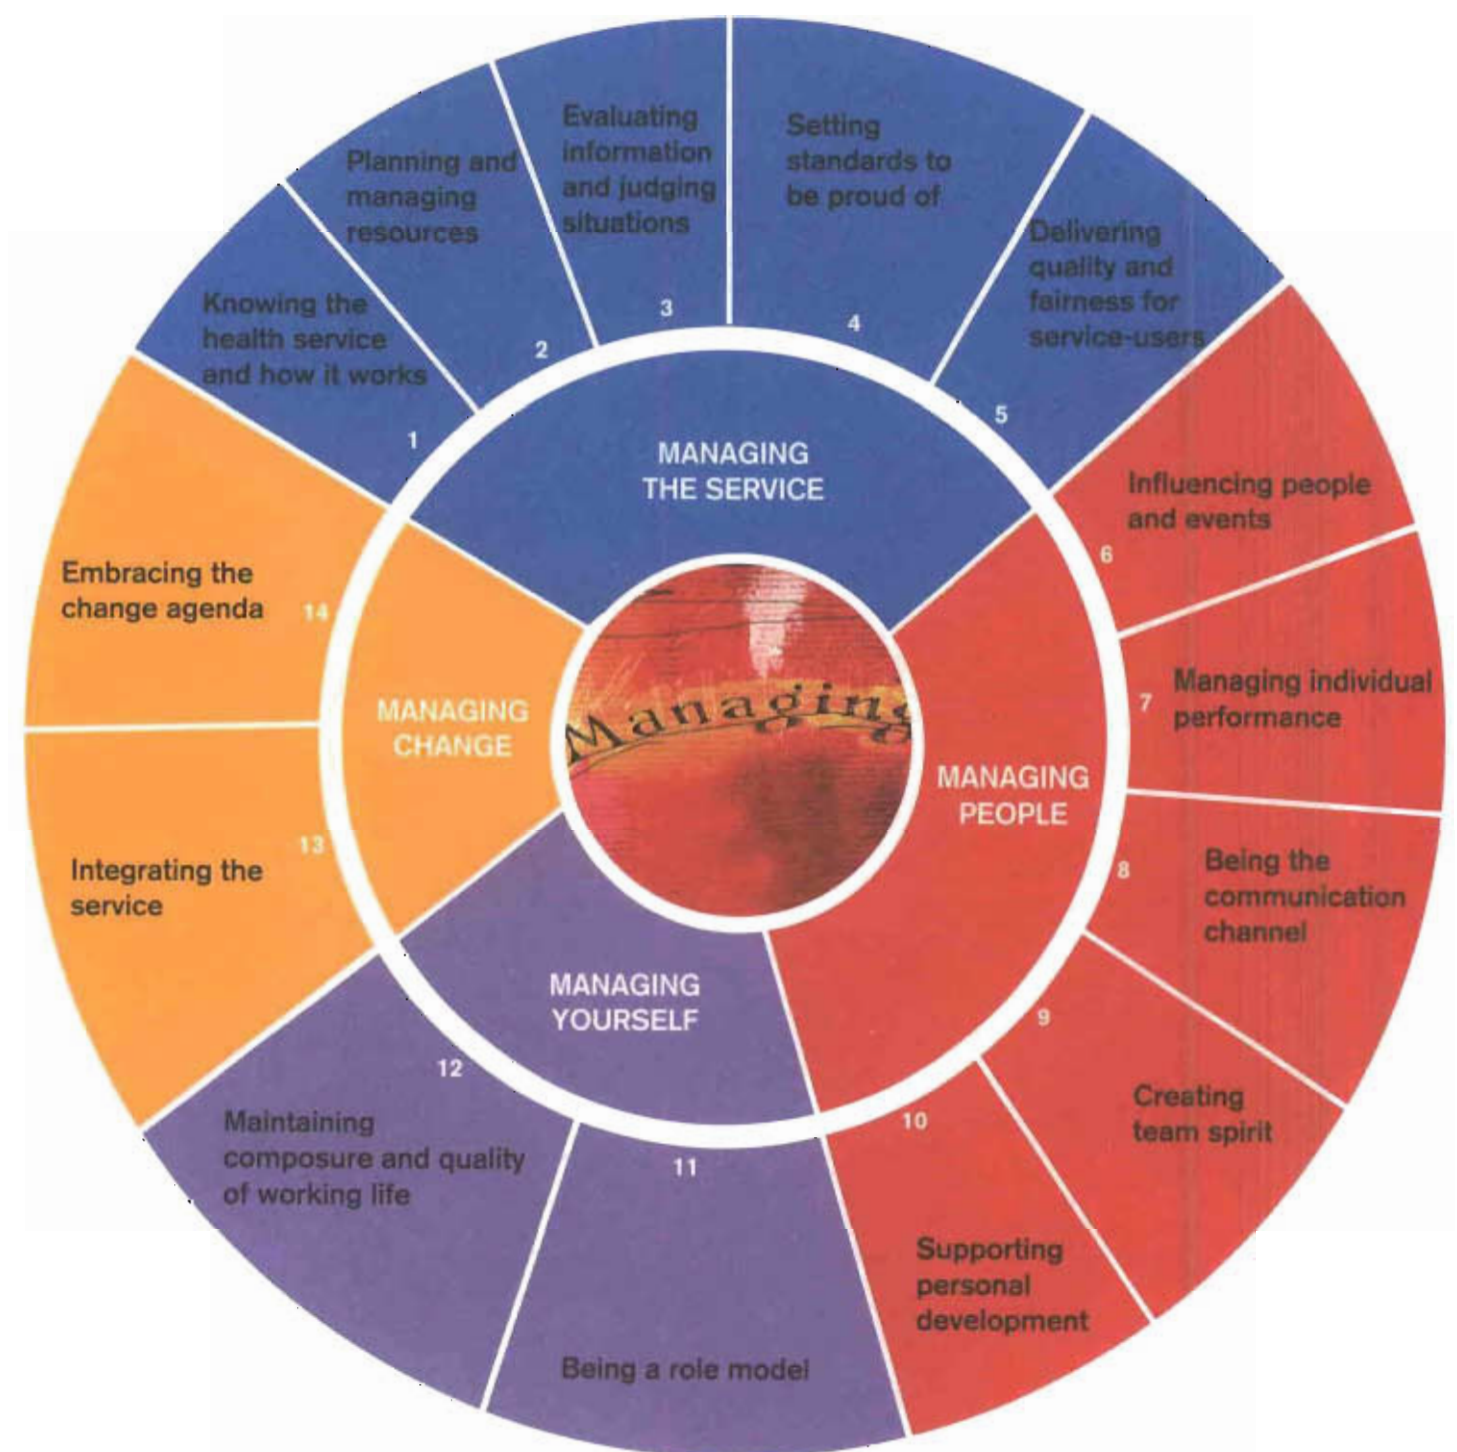 Knowing the
health service
and how it works
1
Planning and
managing
resources
2
Evaluating
information
and judging
situations
3
Setting
standards to
be proud of
4
Delivering
quality and
fairness for
service-users
5
Influencing people
and events
6
Managing individual
performance
7
Being the
communication
channel
8
Creating
team spirit
9
Supporting
personal
development
10
Being a role model
11
Maintaining
composure and quality
of working life
12
Integrating the
service
13
Embracing the
change agenda
14
MANAGING
THE SERVICE
MANAGING
PEOPLE
MANAGING
YOURSELF
MANAGING
CHANGE
Managing